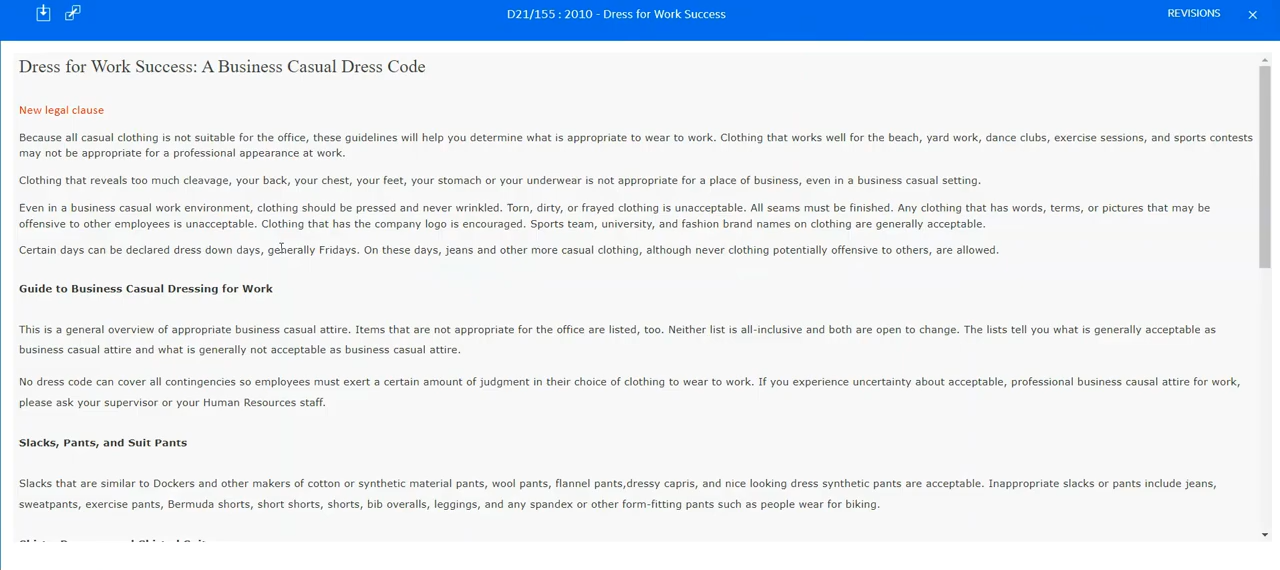 D21/155 : 2010 - Dress for Work Success
REVISIONS
Dress for Work Success: A Business Casual Dress Code
New legal clause
Because all casual clothing is not suitable for the office, these guidelines will help you determine what is appropriate to wear to work. Clothing that works well for the beach, yard work, dance clubs, exercise sessions, and sports contests
may not be appropriate for a professional appearance at work.
Clothing that reveals too much cleavage, your back, your chest, your feet, your stomach or your underwear is not appropriate for a place of business, even in a business casual setting.
Even in a business casual work environment, clothing should be pressed and never wrinkled. Torn, dirty, or frayed clothing is unacceptable. All seams must be finished. Any clothing that has words, terms, or pictures that may be
offensive to other employees is unacceptable. Clothing that has the company logo is encouraged. Sports team, university, and fashion brand names on clothing are generally acceptable.
Certain days can be declared dress down days, generally Fridays. On these days, jeans and other more casual clothing, although never clothing potentially offensive to others, are allowed.
Guide to Business Casual Dressing for Work
This is a general overview of appropriate business casual attire. Items that are not appropriate for the office are listed, too. Neither list is all-inclusive and both are open to change. The lists tell you what is generally acceptable as
business casual attire and what is generally not acceptable as business casual attire.
No dress code can cover all contingencies so employees must exert a certain amount of judgment in their choice of clothing to wear to work. If you experience uncertainty about acceptable, professional business causal attire for work,
please ask your supervisor or your Human Resources staff.
Slacks, Pants, and Suit Pants
Slacks that are similar to Dockers and other makers of cotton or synthetic material pants, wool pants, flannel pants,dressy capris, and nice looking dress synthetic pants are acceptable. Inappropriate slacks or pants include jeans,
sweatpants, exercise pants, Bermuda shorts, short shorts, shorts, bib overalls, leggings, and any spandex or other form-fitting pants such as people wear for biking.